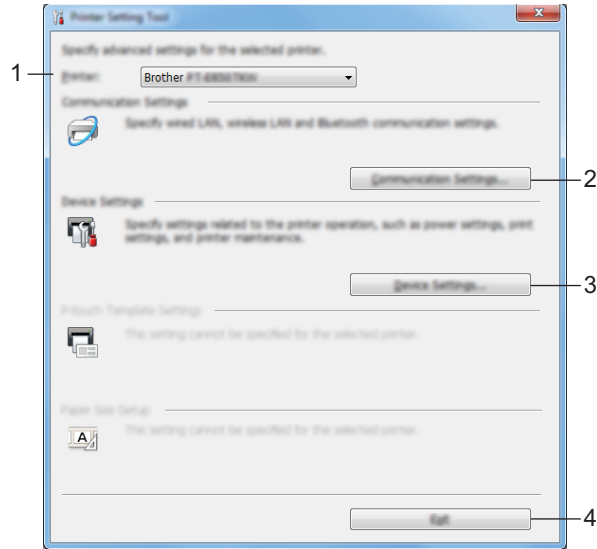 Printer Setting Tool
Specify advanced settings for the selected printer.
1
Printer:
Brother PT-E850TKW
Communication Settings
Specify wired LAN, wireless LAN and Bluetooth communication settings.
Communication Settings...
2
Device Settings
Specify settings related to the printer operation, such as power settings, print
settings, and printer maintenance.
Device Settings...
3
P-touch Template Settings
This setting cannot be specified for the selected printer.
Paper Size Setup
A
This setting cannot be specified for the selected printer.
Exit
4